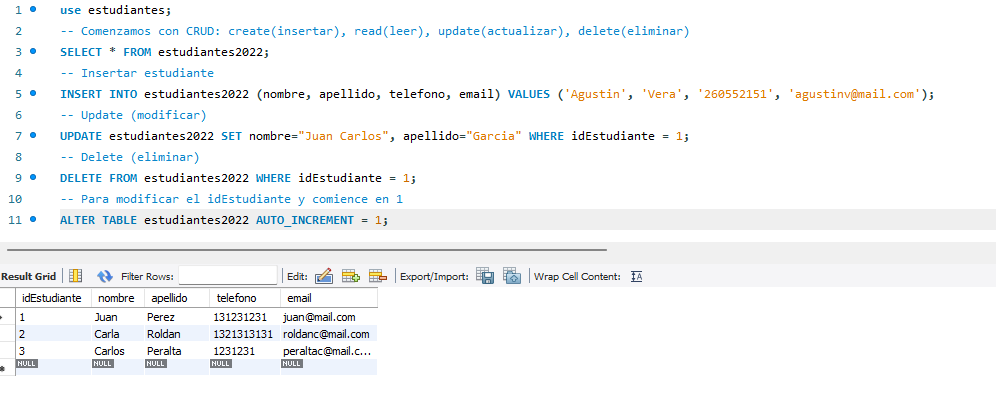 1 use estudiantes;
2 -- Comenzamos con CRUD: create(insertar), read(leer), update(actualizar), delete(eliminar)
3 SELECT * FROM estudiantes2022;
4 -- Insertar estudiante
5 INSERT INTO estudiantes2022 (nombre, apellido, telefono, email) VALUES ('Agustin', 'Vera', '260552151', 'agustinv@mail.com');
6 -- Update (modificar)
7 UPDATE estudiantes2022 SET nombre="Juan Carlos", apellido="Garcia" WHERE idEstudiante = 1;
8 -- Delete (eliminar)
9 DELETE FROM estudiantes2022 WHERE idEstudiante = 1;
10 -- Para modificar el idEstudiante y comience en 1
11 ALTER TABLE estudiantes2022 AUTO_INCREMENT = 1;
Result Grid Filter Rows: Edit: Export/Import: Wrap Cell Content: IA
idEstudiante nombre apellido telefono email
1 Juan Perez 131231231 juan@mail.com
2 Carla Roldan 1321313131 roldanc@mail.com
3 Carlos Peralta 1231231 peraltac@mail.c...
NULL NULL NULL NULL NULL